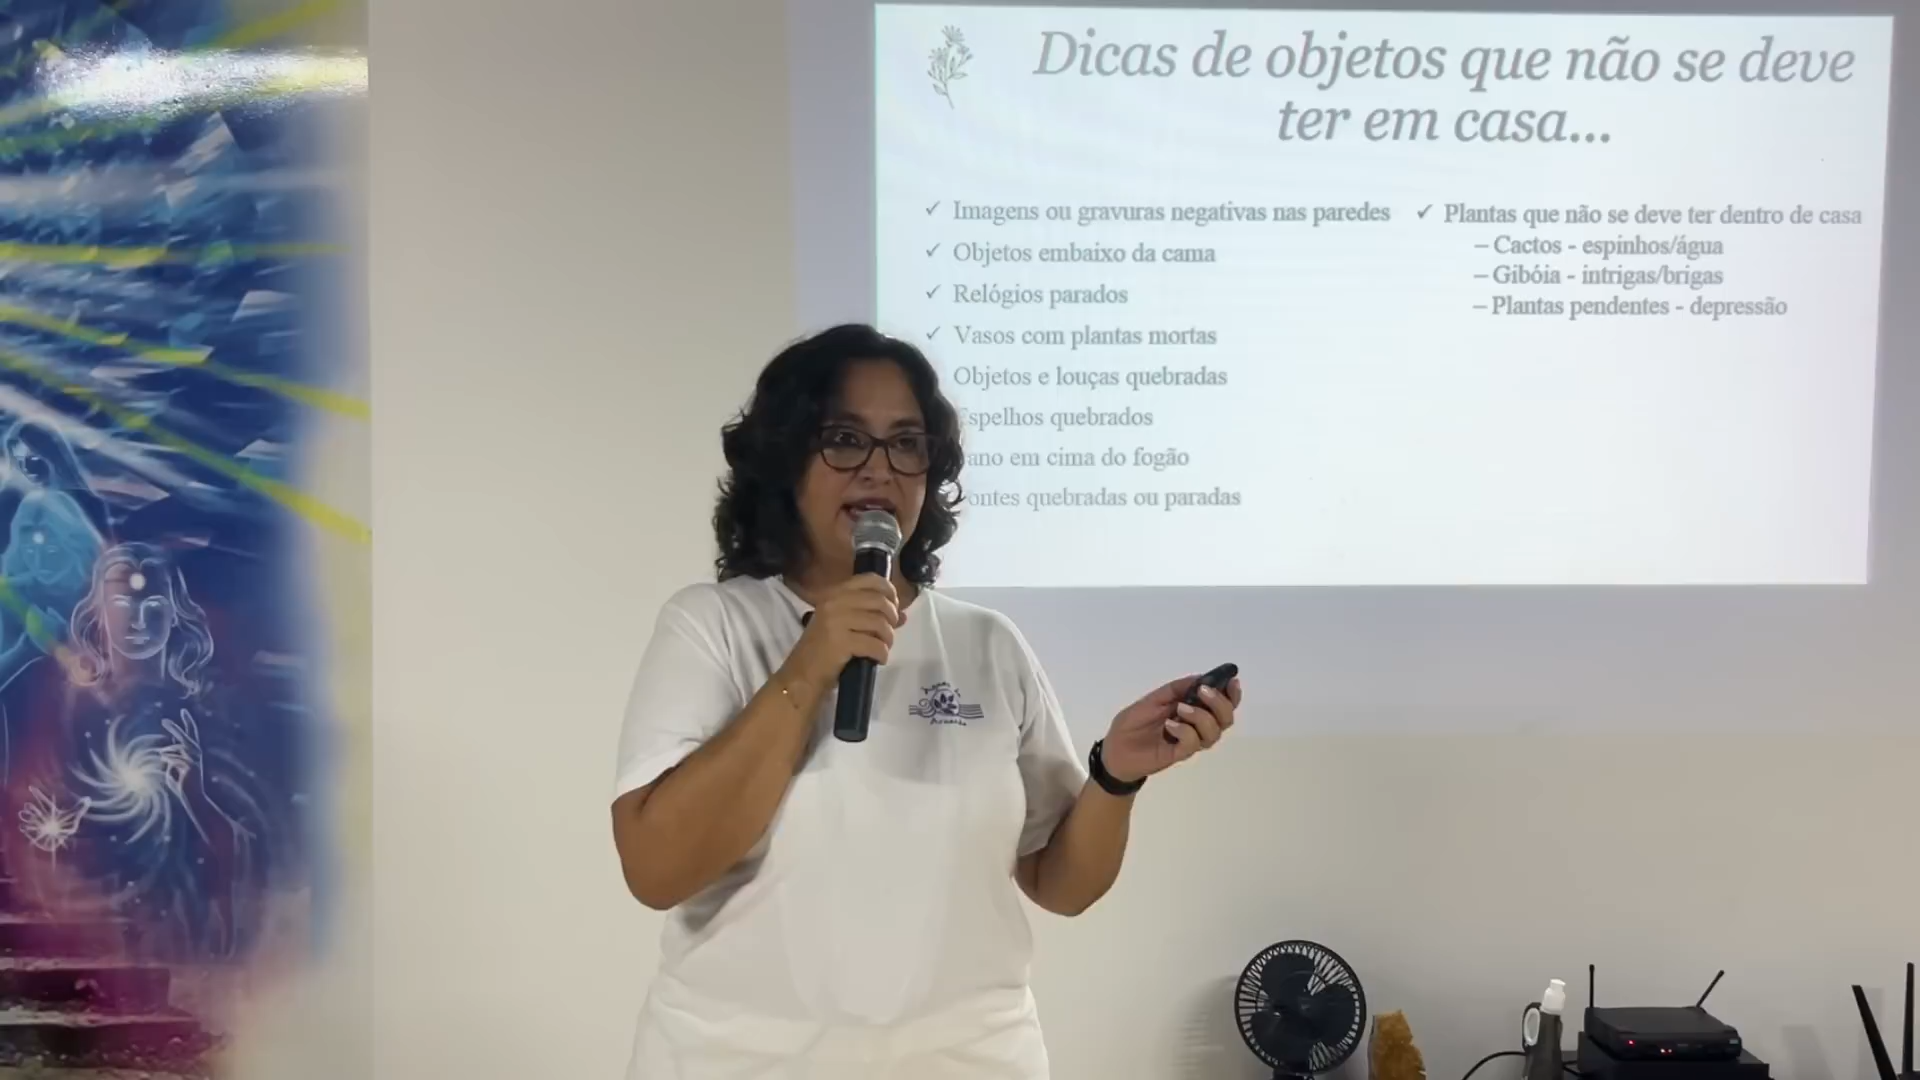 Dicas de objetos que não se deve
ter em casa...
✓ Imagens ou gravuras negativas nas paredes
✓ Objetos embaixo da cama
✓ Relógios parados
✓ Vasos com plantas mortas
Objetos e louças quebradas
spelhos quebrados
ano em cima do fogão
ontes quebradas ou paradas
✓ Plantas que não se deve ter dentro de casa
– Cactos - espinhos/água
– Gibóia - intrigas/brigas
– Plantas pendentes - depressão